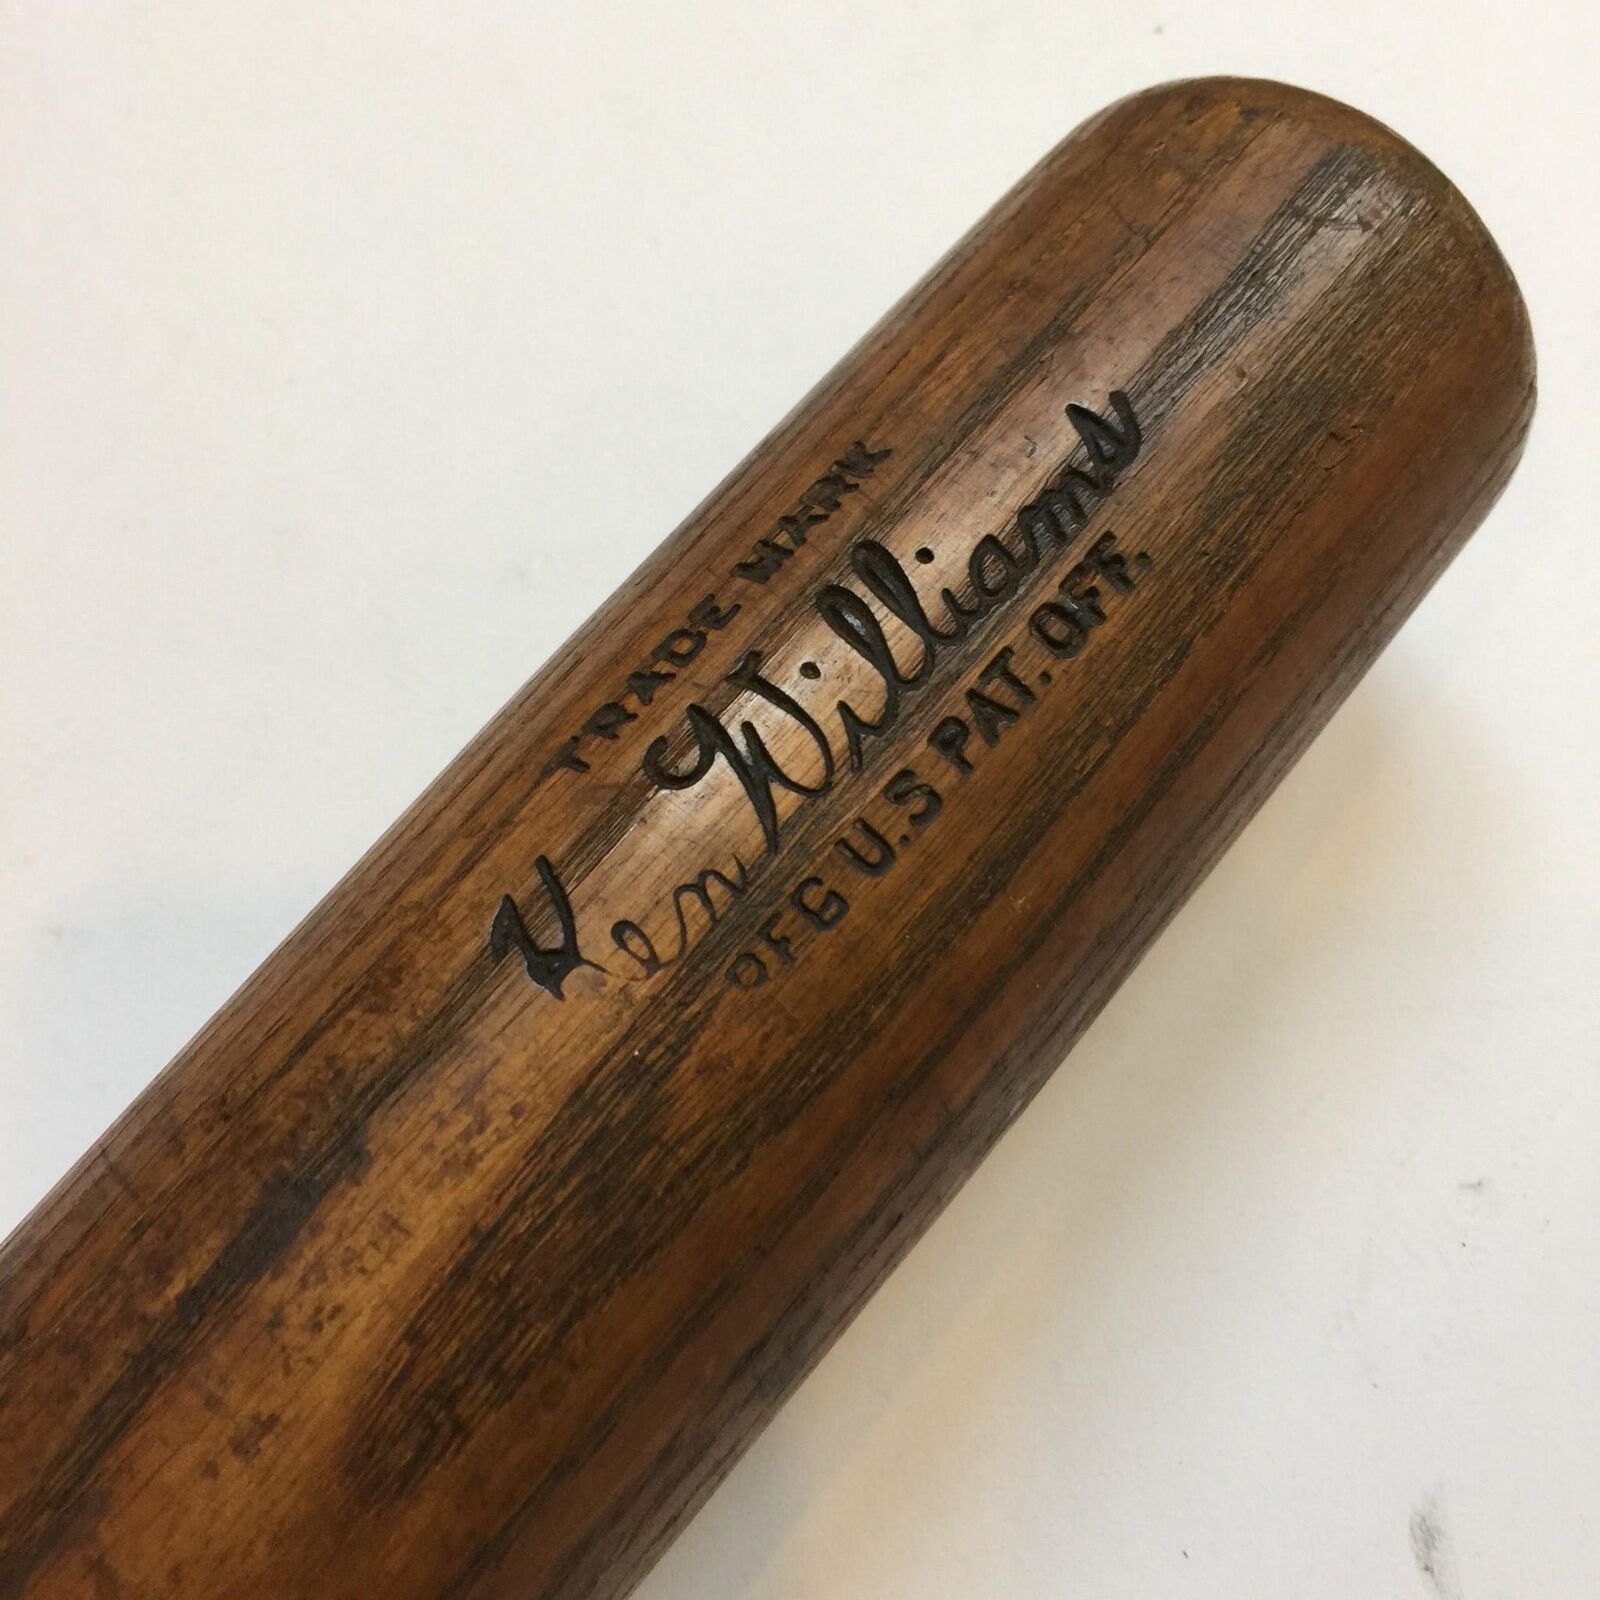 TRADE MARK
Ken Williams
REG U.S PAT. OFF.